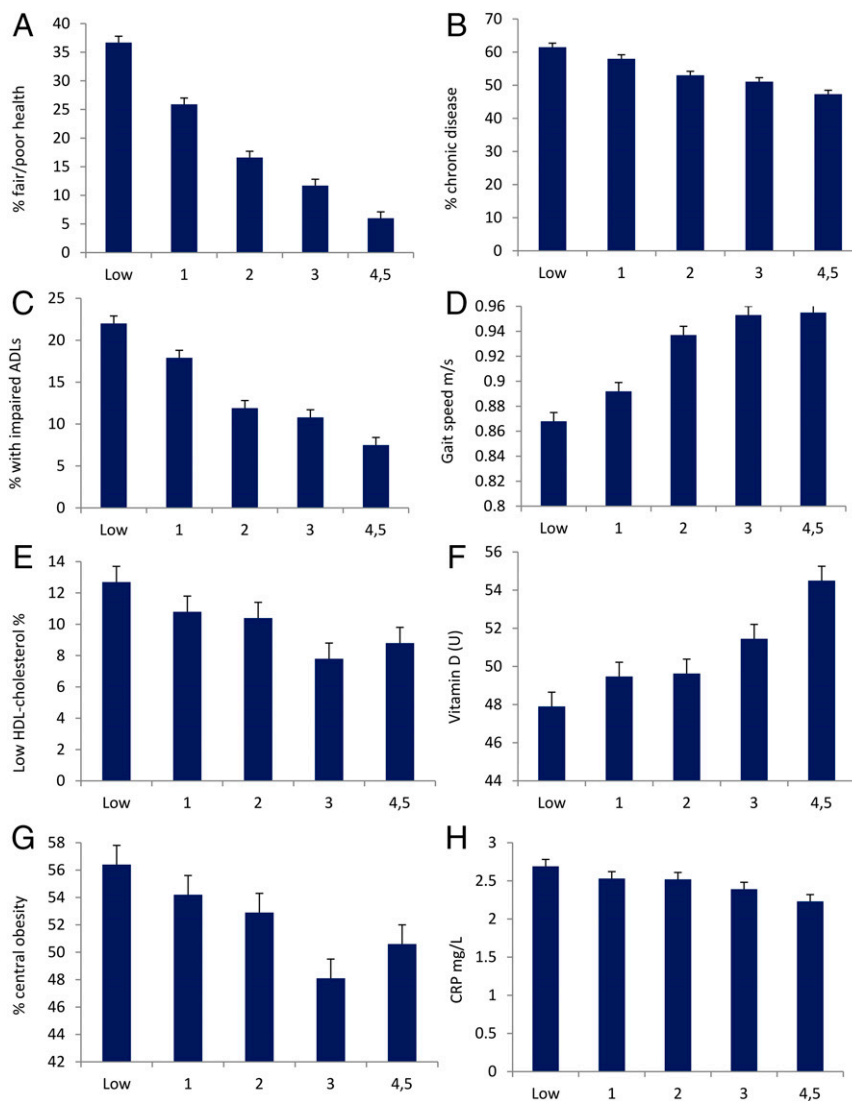 A
% fair/poor health
40
35
30
25
20
15
10
5
0
Low 1 2 3 4,5
B
% chronic disease
70
60
50
40
30
20
10
0
Low 1 2 3 4,5
C
% with impaired ADLs
25
20
15
10
5
0
Low 1 2 3 4,5
D
Gait speed m/s
0.96
0.94
0.92
0.9
0.88
0.86
0.84
0.82
0.8
Low 1 2 3 4,5
E
Low HDL-cholesterol %
14
12
10
8
6
4
2
0
Low 1 2 3 4,5
F
Vitamin D (U)
56
54
52
50
48
46
44
Low 1 2 3 4,5
G
% central obesity
58
56
54
52
50
48
46
44
42
Low 1 2 3 4,5
H
CRP mg/L
3
2.5
2
1.5
1
0.5
0
Low 1 2 3 4,5